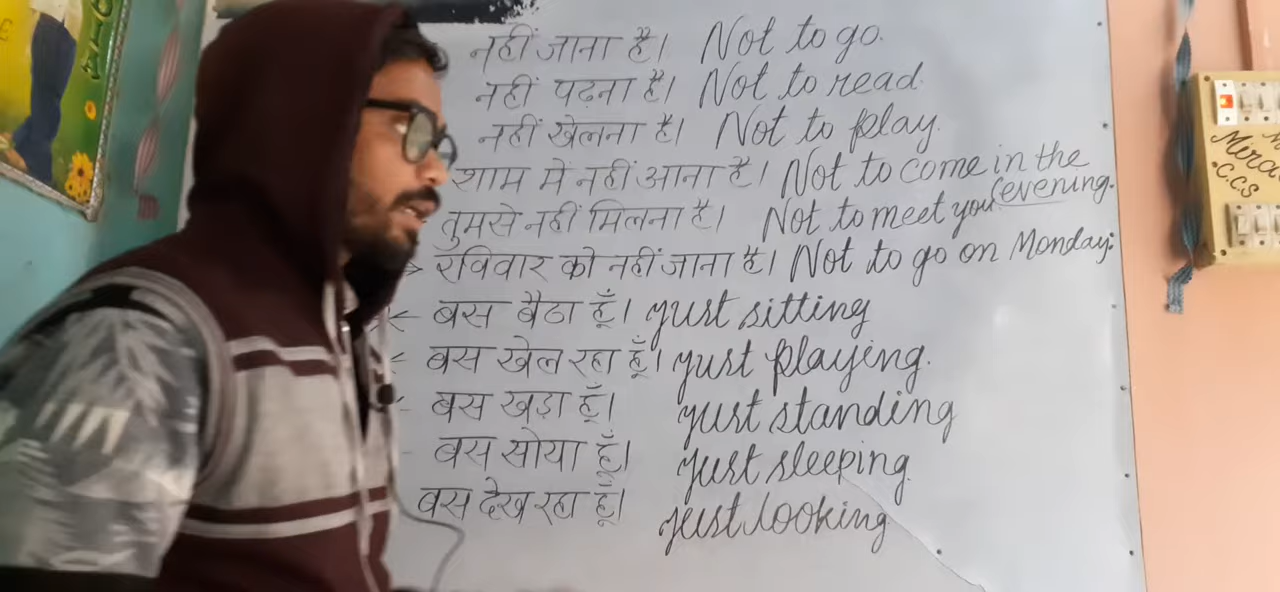 नहीं जाना है। Not to go.
नहीं पढ़ना है। Not to read.
नहीं खेलना है। Not to play.
शाम में नहीं आना है। Not to come in the evening.
तुमसे नहीं मिलना है। Not to meet you
रविवार को नहीं जाना है। Not to go on Monday.
बस बैठा हूँ। just sitting
बस खेल रहा हूँ। just playing.
बस खड़ा हूँ। just standing
बस सोया हूँ। just sleeping.
बस देख रहा हूँ। just looking
C.C.S